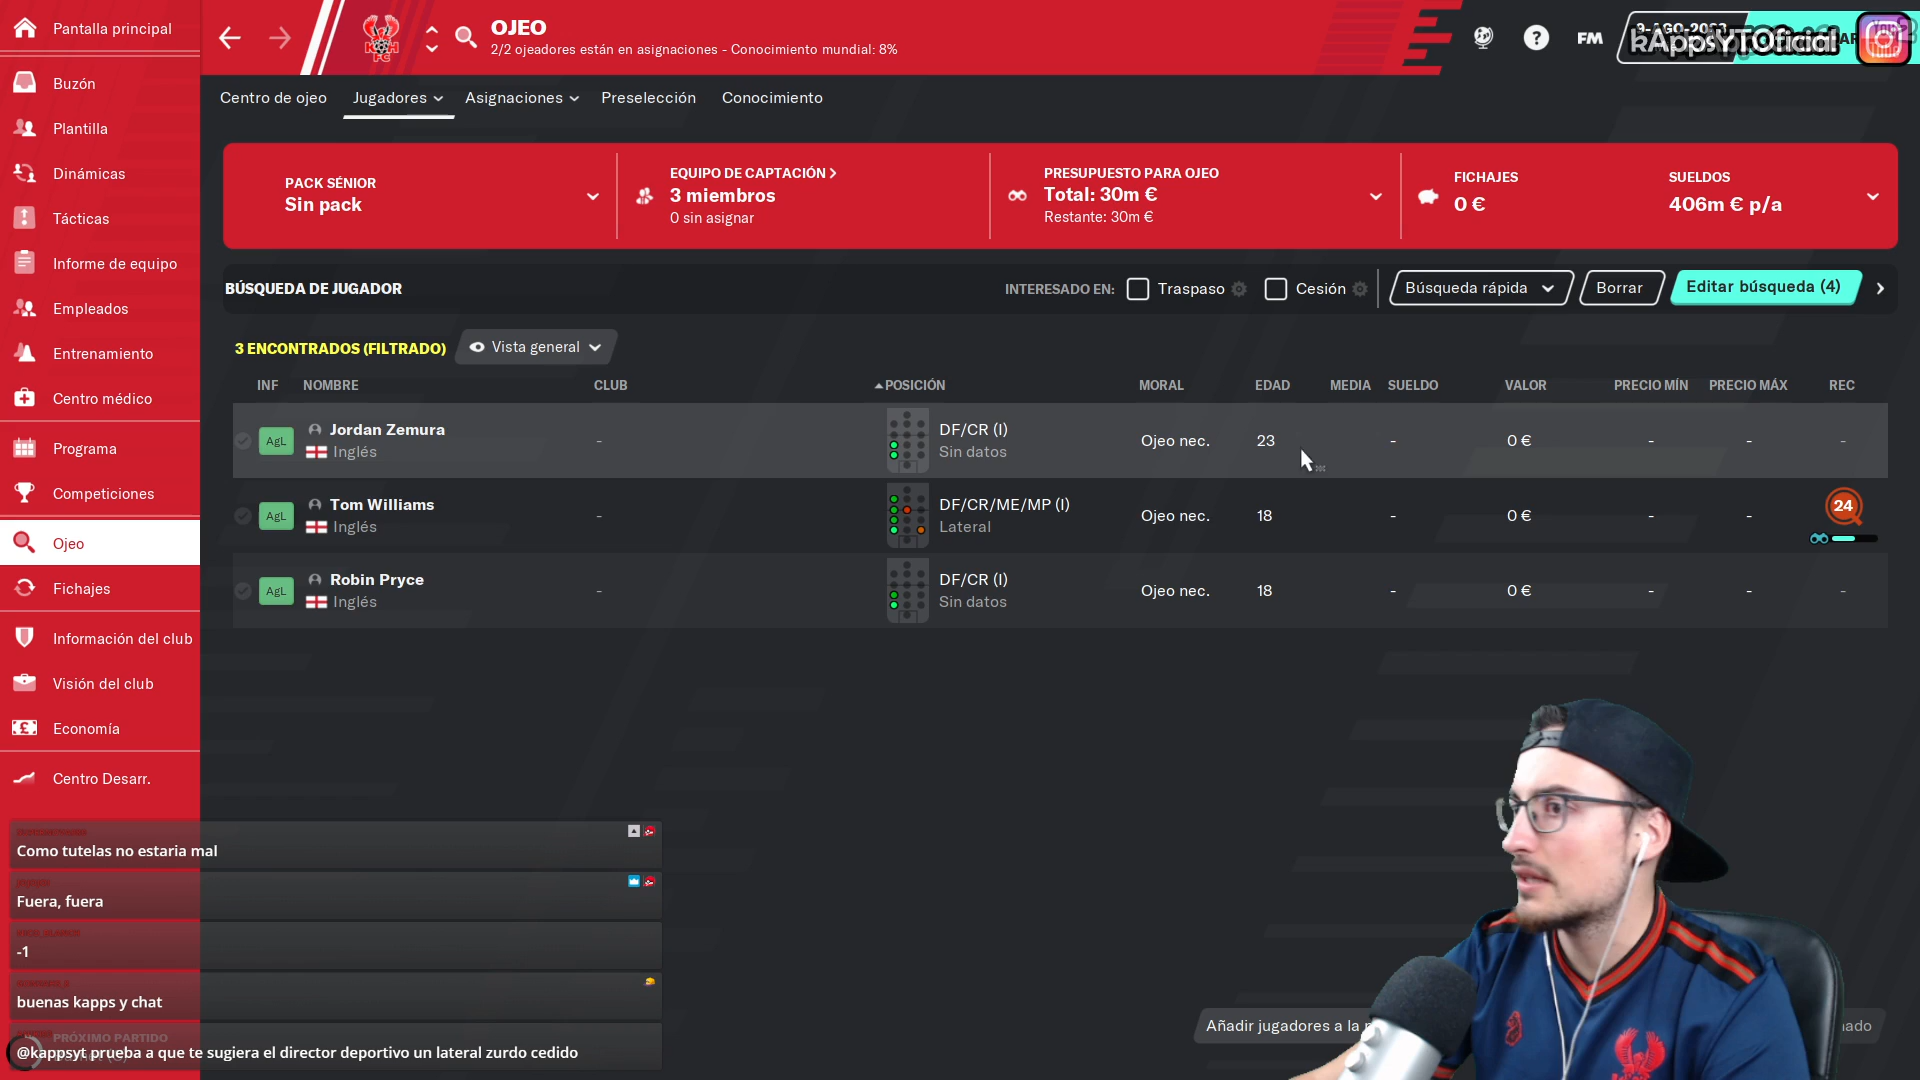 Pantalla principal
Buzón
Plantilla
Dinámicas
Tácticas
Informe de equipo
Empleados
Entrenamiento
Centro médico
Programa
Competiciones
Ojeo
Fichajes
Información del club
Visión del club
Economía
Centro Desarr.
OJEO
2/2 ojeadores están en asignaciones - Conocimiento mundial: 8%
FM
9-AGO-2023
kAppsYTOficial
Centro de ojeo
Jugadores
Asignaciones
Preselección
Conocimiento
PACK SÉNIOR
Sin pack
EQUIPO DE CAPTACIÓN
3 miembros
0 sin asignar
PRESUPUESTO PARA OJEO
Total: 30m €
Restante: 30m €
FICHAJES
0 €
SUELDOS
406m € p/a
BÚSQUEDA DE JUGADOR
INTERESADO EN:
Traspaso
Cesión
Búsqueda rápida
Borrar
Editar búsqueda (4)
3 ENCONTRADOS (FILTRADO)
Vista general
INF NOMBRE CLUB POSICIÓN MORAL EDAD MEDIA SUELDO VALOR PRECIO MÍN PRECIO MÁX REC
AgL Jordan Zemura - DF/CR (I) Ojeo nec. 23 - 0 € - - -
Inglés Sin datos
AgL Tom Williams - DF/CR/ME/MP (I) Ojeo nec. 18 - 0 € - - 24
Inglés Lateral
AgL Robin Pryce - DF/CR (I) Ojeo nec. 18 - 0 € - - -
Inglés Sin datos
Como tutelas no estaria mal
Fuera, fuera
-1
buenas kapps y chat
PRÓXIMO PARTIDO
@kappsyt prueba a que te sugiera el director deportivo un lateral zurdo cedido
Añadir jugadores a la